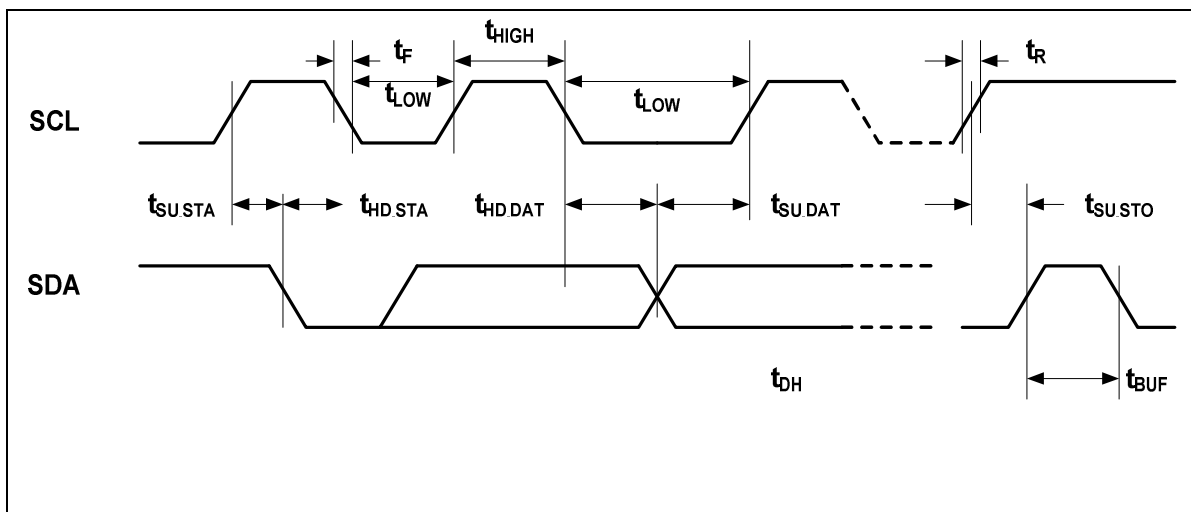 tHIGH
tF
tR
tLOW
tLOW
SCL
tSU.STA
tHD.STA
tHD.DAT
tSU.DAT
tSU.STO
SDA
tDH
tBUF